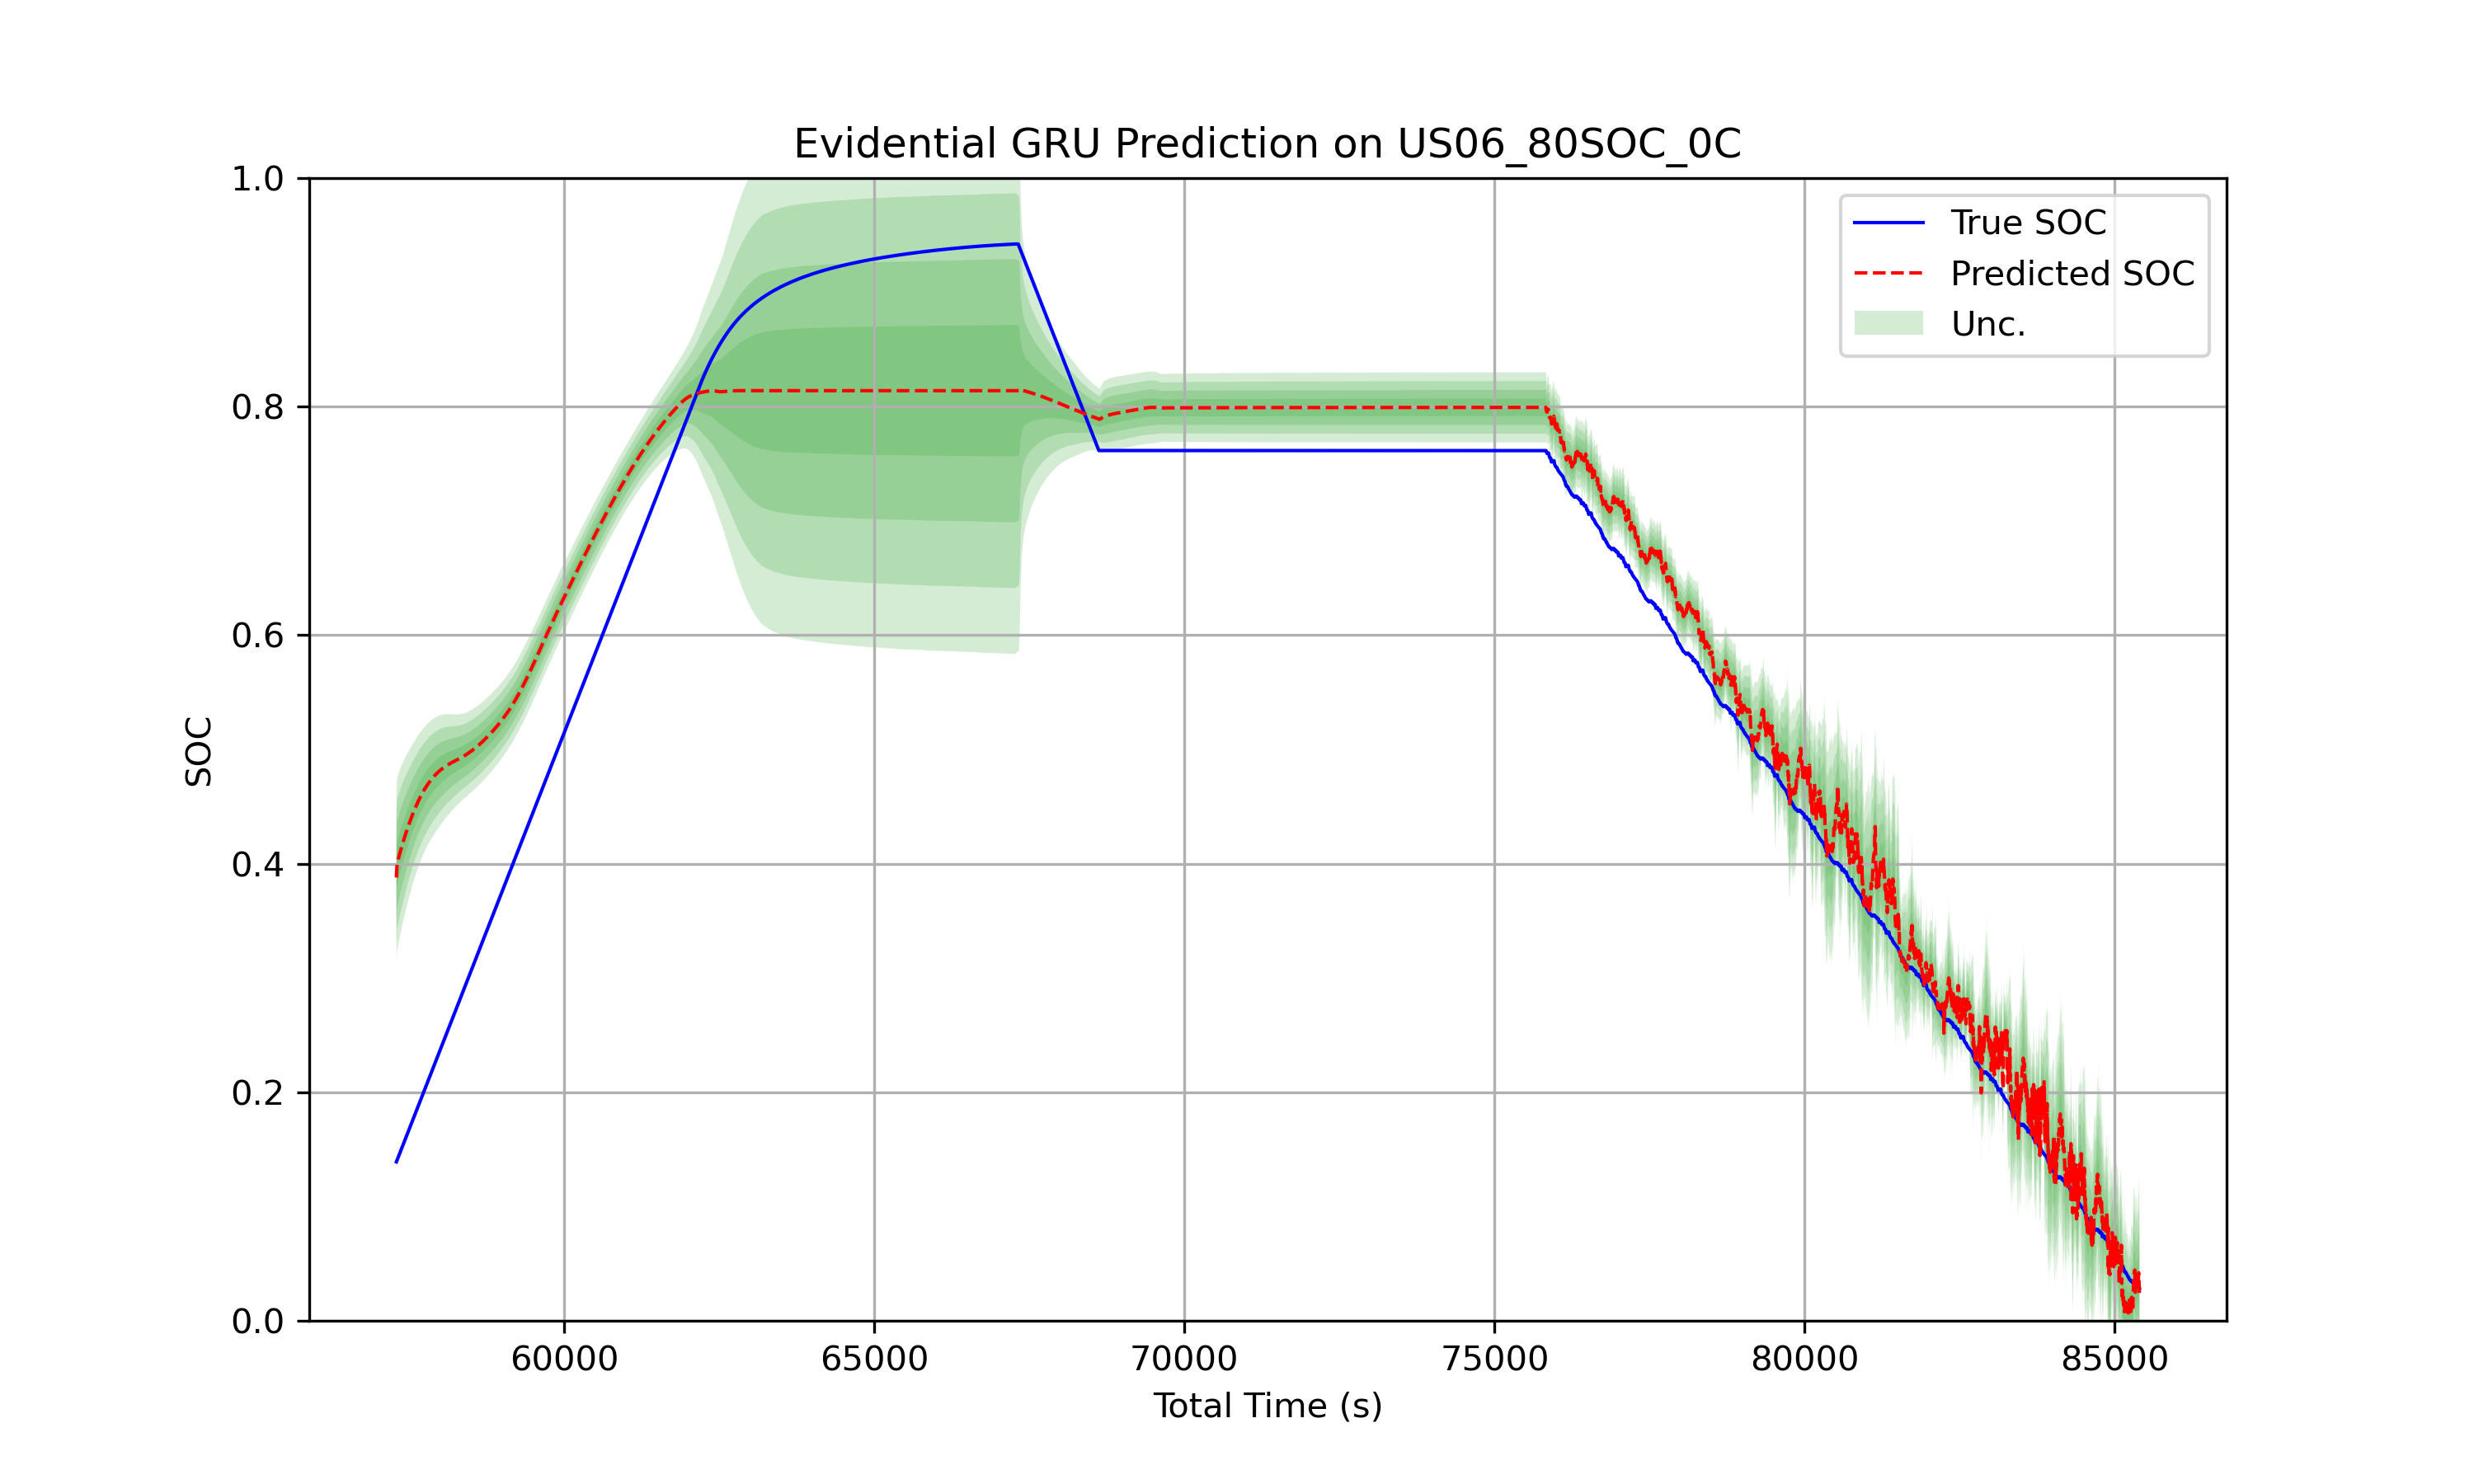 Evidential GRU Prediction on US06_80SOC_0C
True SOC
Predicted SOC
Unc.
SOC
1.0
0.8
0.6
0.4
0.2
0.0
60000 65000 70000 75000 80000 85000
Total Time (s)